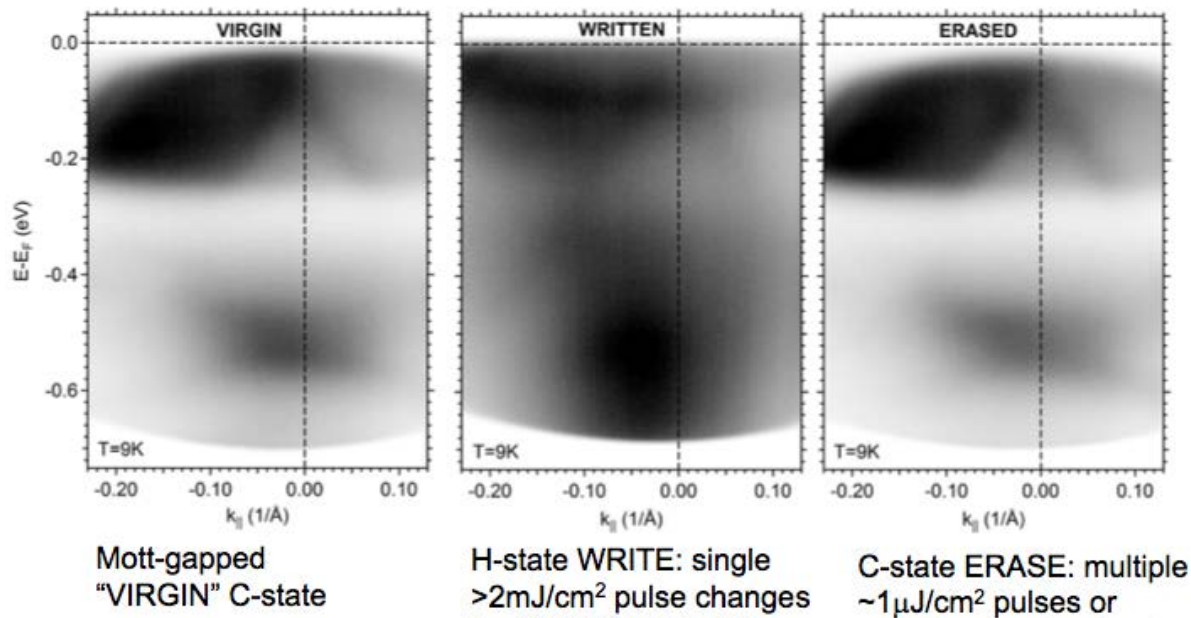 VIRGIN
WRITTEN
ERASED
0.0
-0.2
-0.4
-0.6
E-E_F (eV)
T=9K
T=9K
T=9K
-0.20 -0.10 0.00 0.10
-0.20 -0.10 0.00 0.10
-0.20 -0.10 0.00 0.10
k_|| (1/Å)
k_|| (1/Å)
k_|| (1/Å)
Mott-gapped
"VIRGIN" C-state
H-state WRITE: single
>2mJ/cm² pulse changes
C-state ERASE: multiple
~1μJ/cm² pulses or